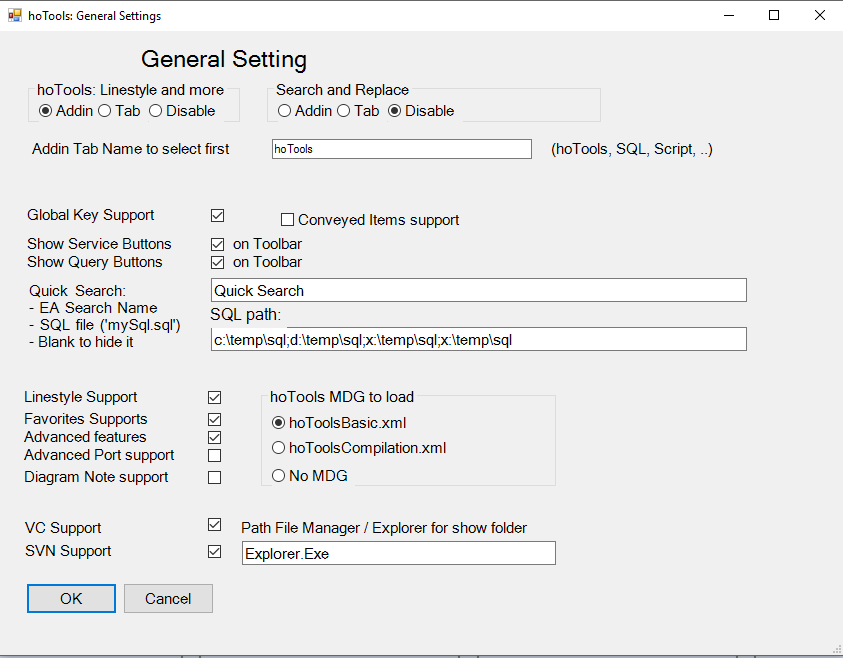 hoTools: General Settings
General Setting
hoTools: Linestyle and more
Search and Replace
Addin Tab Disable
Addin Tab Disable
Addin Tab Name to select first
hoTools
(hoTools, SQL, Script, ..)
Global Key Support
Conveyed Items support
Show Service Buttons
on Toolbar
Show Query Buttons
on Toolbar
Quick Search:
- EA Search Name
- SQL file ('mySql.sql')
- Blank to hide it
Quick Search
SQL path:
c:\temp\sql;d:\temp\sql;x:\temp\sql;x:\temp\sql
Linestyle Support
Favorites Supports
Advanced features
Advanced Port support
Diagram Note support
hoTools MDG to load
hoToolsBasic.xml
hoToolsCompilation.xml
No MDG
VC Support
SVN Support
Path File Manager / Explorer for show folder
Explorer.Exe
OK
Cancel